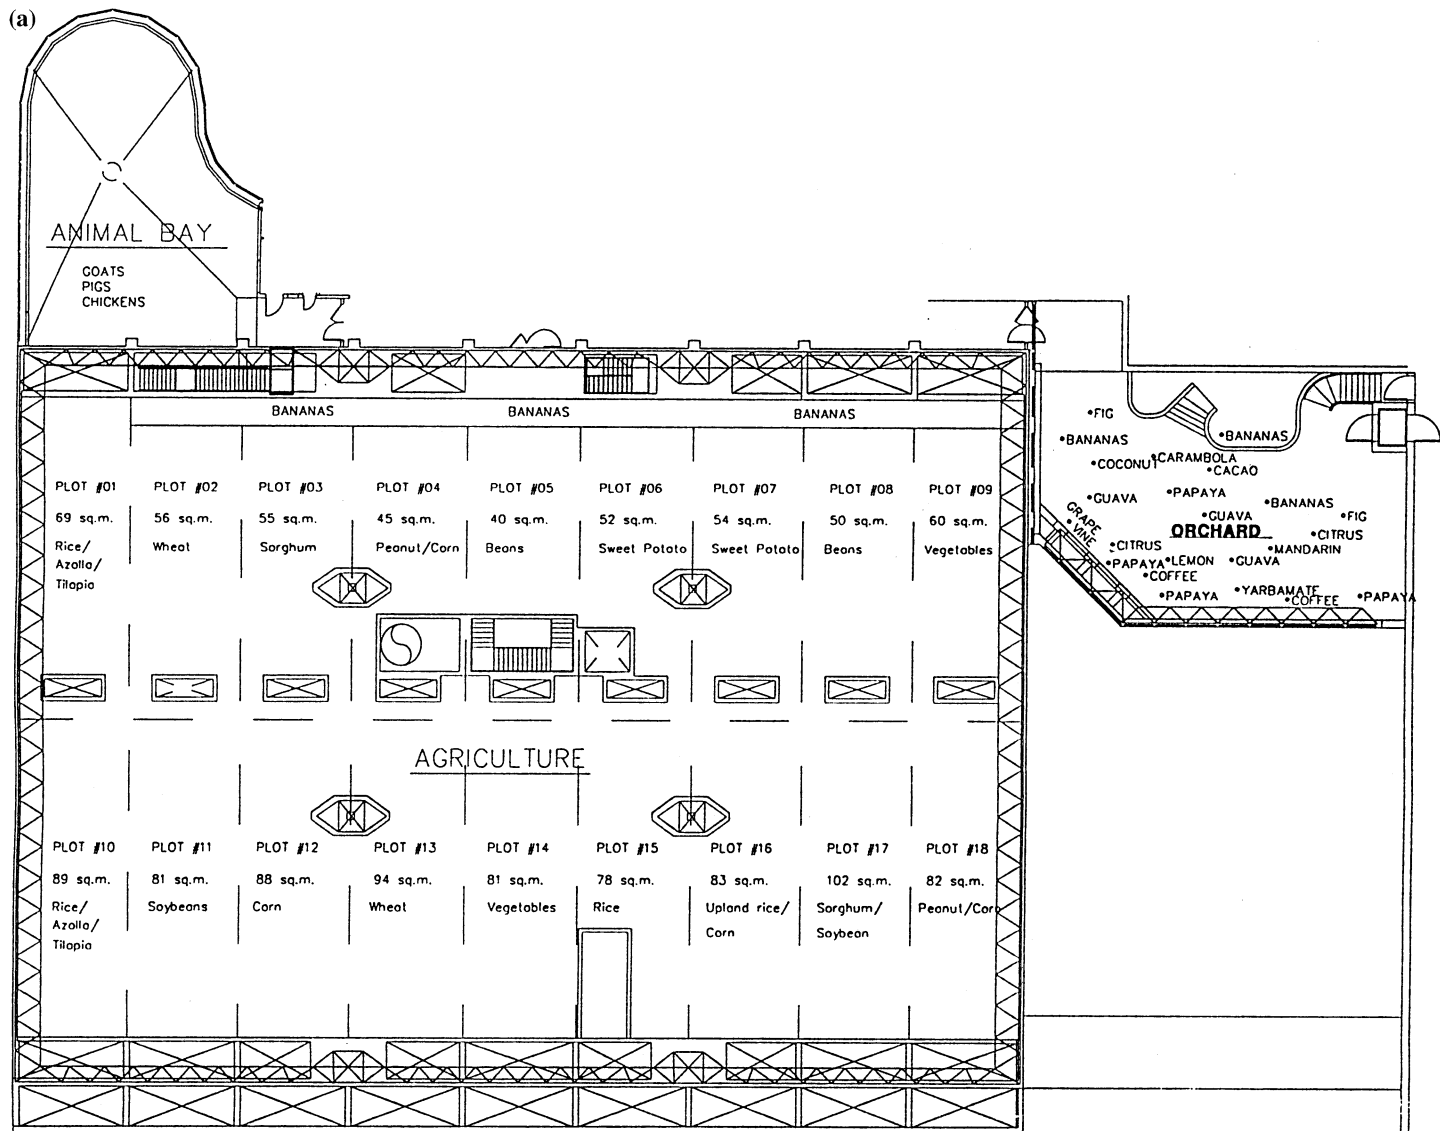 (a)
ANIMAL BAY
GOATS
PIGS
CHICKENS
BANANAS
BANANAS
BANANAS
PLOT #01
69 sq.m.
Rice/
Azolla/
Tilapia
PLOT #02
56 sq.m.
Wheat
PLOT #03
55 sq.m.
Sorghum
PLOT #04
45 sq.m.
Peanut/Corn
PLOT #05
40 sq.m.
Beans
PLOT #06
52 sq.m.
Sweet Potato
PLOT #07
54 sq.m.
Sweet Potato
PLOT #08
50 sq.m.
Beans
PLOT #09
60 sq.m.
Vegetables
AGRICULTURE
PLOT #10
89 sq.m.
Rice/
Azolla/
Tilapia
PLOT #11
81 sq.m.
Soybeans
PLOT #12
88 sq.m.
Corn
PLOT #13
94 sq.m.
Wheat
PLOT #14
81 sq.m.
Vegetables
PLOT #15
78 sq.m.
Rice
PLOT #16
83 sq.m.
Upland rice/
Corn
PLOT #17
102 sq.m.
Sorghum/
Soybean
PLOT #18
82 sq.m.
Peanut/Corn
•FIG
•BANANAS
•BANANAS
•COCONUT
•CARAMBOLA
•CACAO
•GUAVA
•PAPAYA
•BANANAS
•GUAVA
•FIG
GRAPE
•VINE
ORCHARD
•CITRUS
•CITRUS
•MANDARIN
•PAPAYA
•LEMON
•GUAVA
•COFFEE
•PAPAYA
•YARBAMATE
•COFFEE
•PAPAYA